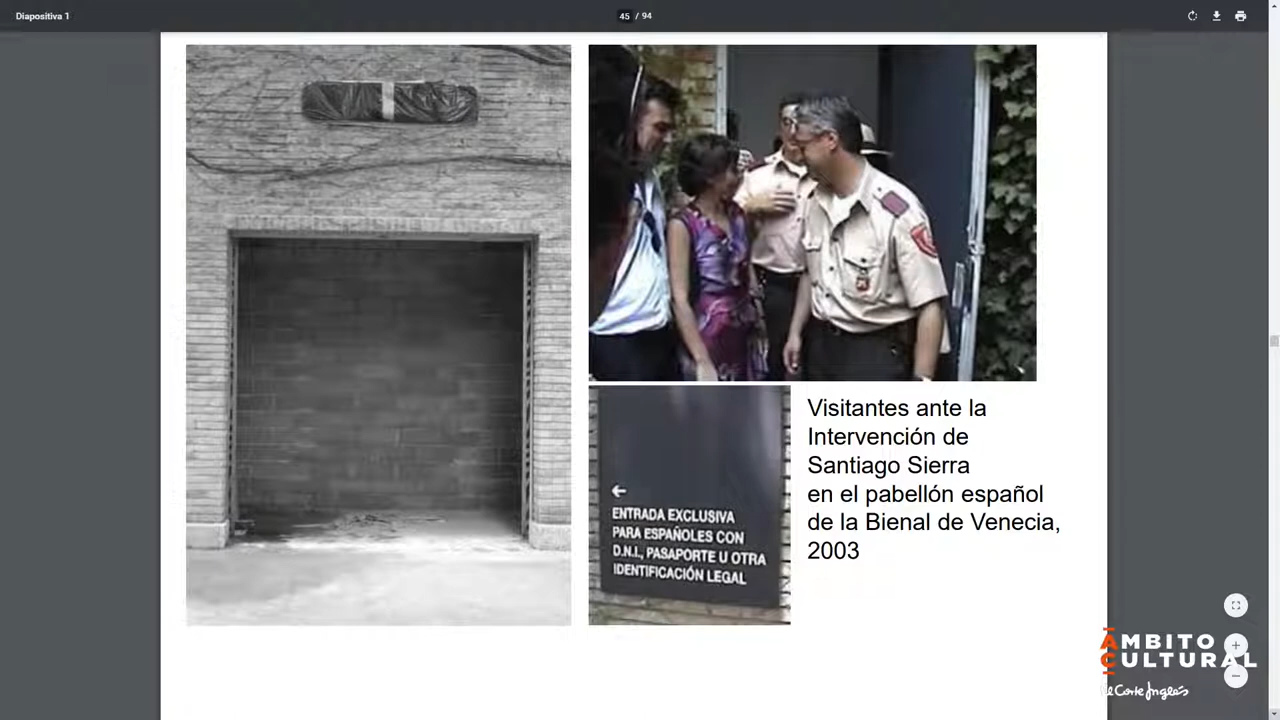 Diapositiva 1
45 / 94
Visitantes ante la
Intervención de
Santiago Sierra
en el pabellón español
de la Bienal de Venecia,
2003
←
ENTRADA EXCLUSIVA
PARA ESPAÑOLES CON
D.N.I., PASAPORTE U OTRA
IDENTIFICACIÓN LEGAL
ÁMBITO
CULTURAL
El Corte Inglés